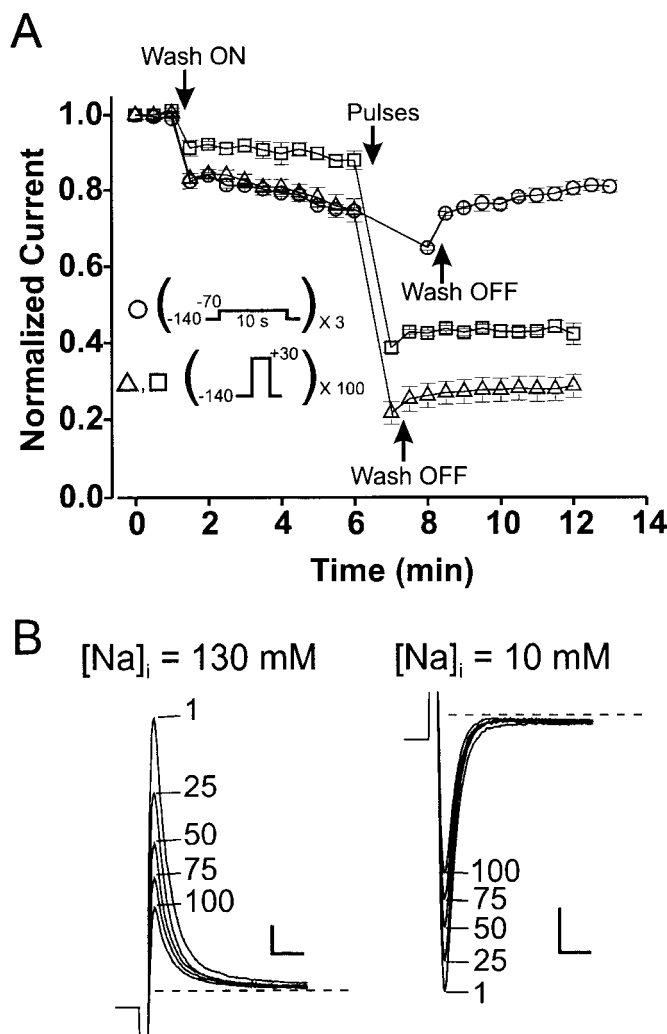 A
Wash ON
Pulses
1.0
0.8
0.6
0.4
0.2
0.0
Normalized Current
Wash OFF
-70
-140
10 s
X 3
+30
-140
X 100
Wash OFF
0 2 4 6 8 10 12 14
Time (min)
B
[Na]i = 130 mM
[Na]i = 10 mM
1
25
50
75
100
100
75
50
25
1